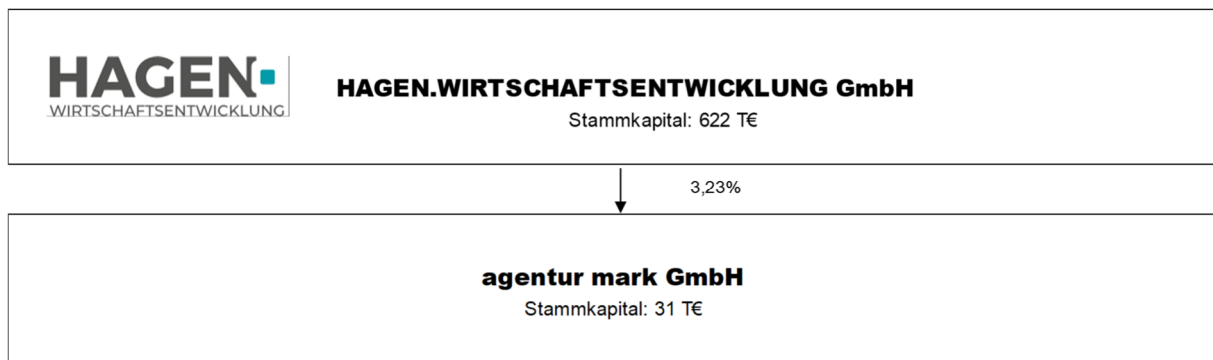 HAGEN
WIRTSCHAFTSENTWICKLUNG
HAGEN.WIRTSCHAFTSENTWICKLUNG GmbH
Stammkapital: 622 T€
3,23%
agentur mark GmbH
Stammkapital: 31 T€